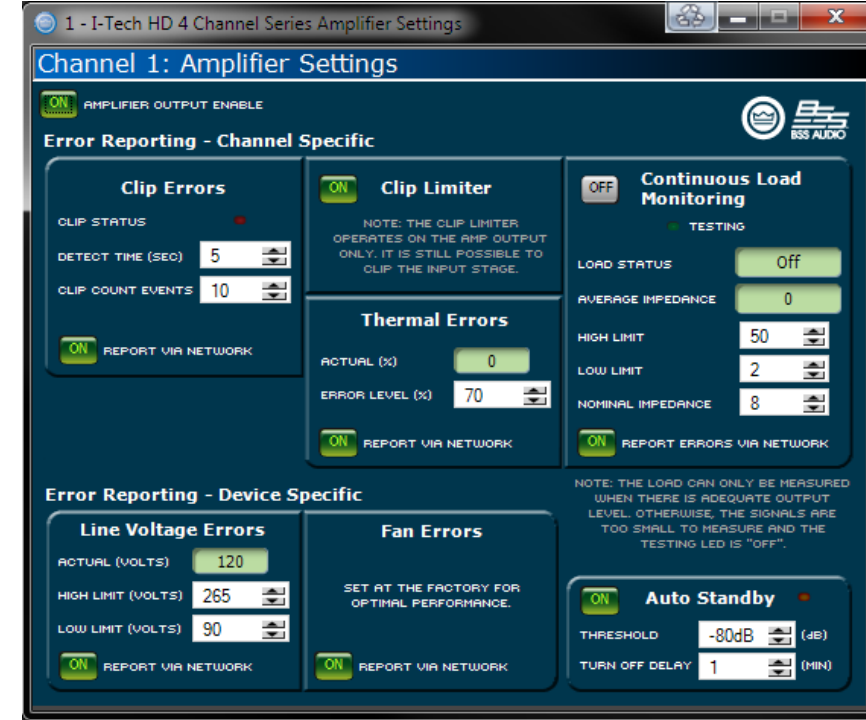 1 - I-Tech HD 4 Channel Series Amplifier Settings
Channel 1: Amplifier Settings
ON AMPLIFIER OUTPUT ENABLE
BSS AUDIO
Error Reporting - Channel Specific
Clip Errors
CLIP STATUS
DETECT TIME (SEC) 5
CLIP COUNT EVENTS 10
ON REPORT VIA NETWORK
ON Clip Limiter
NOTE: THE CLIP LIMITER
OPERATES ON THE AMP OUTPUT
ONLY. IT IS STILL POSSIBLE TO
CLIP THE INPUT STAGE.
Thermal Errors
ACTUAL (%) 0
ERROR LEVEL (%) 70
ON REPORT VIA NETWORK
OFF Continuous Load
Monitoring
TESTING
LOAD STATUS Off
AVERAGE IMPEDANCE 0
HIGH LIMIT 50
LOW LIMIT 2
NOMINAL IMPEDANCE 8
ON REPORT ERRORS VIA NETWORK
NOTE: THE LOAD CAN ONLY BE MEASURED
WHEN THERE IS ADEQUATE OUTPUT
LEVEL. OTHERWISE, THE SIGNALS ARE
TOO SMALL TO MEASURE AND THE
TESTING LED IS "OFF".
Error Reporting - Device Specific
Line Voltage Errors
ACTUAL (VOLTS) 120
HIGH LIMIT (VOLTS) 265
LOW LIMIT (VOLTS) 90
ON REPORT VIA NETWORK
Fan Errors
SET AT THE FACTORY FOR
OPTIMAL PERFORMANCE.
ON REPORT VIA NETWORK
ON Auto Standby
THRESHOLD -80dB (dB)
TURN OFF DELAY 1 (MIN)